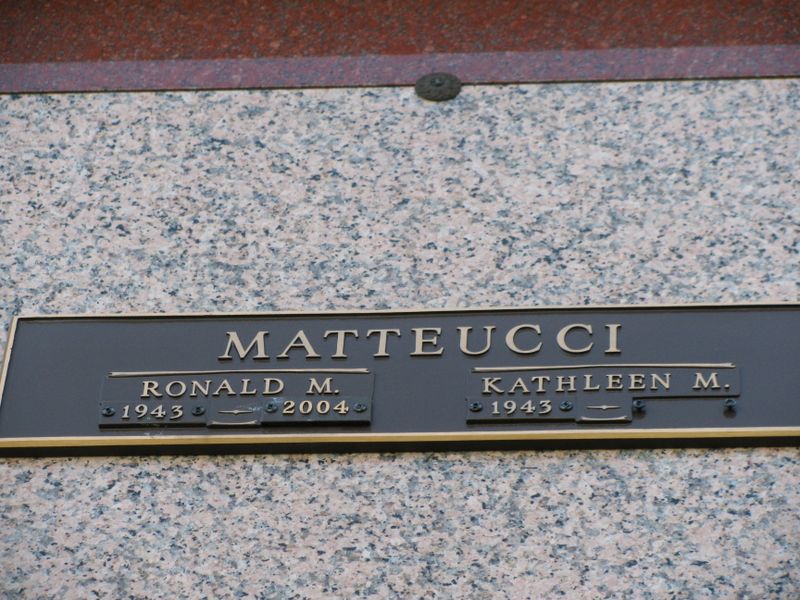 MATTEUCCI
RONALD M.
1943 — 2004
KATHLEEN M.
1943 —